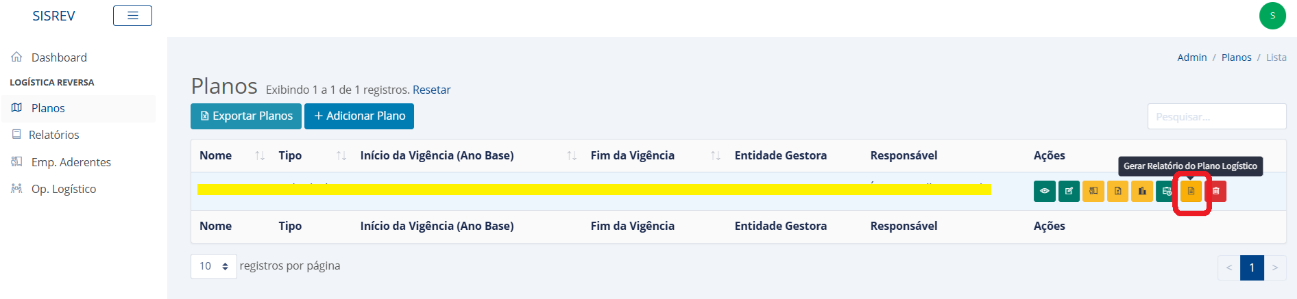 SISREV
S
Dashboard
Admin / Planos / Lista
LOGÍSTICA REVERSA
Planos Exibindo 1 a 1 de 1 registros. Resetar
Planos
Exportar Planos + Adicionar Plano
Pesquisar...
Relatórios
Nome Tipo Início da Vigência (Ano Base) Fim da Vigência Entidade Gestora Responsável Ações
Emp. Aderentes
Gerar Relatório do Plano Logístico
Op. Logístico
Nome Tipo Início da Vigência (Ano Base) Fim da Vigência Entidade Gestora Responsável Ações
10 registros por página
< 1 >